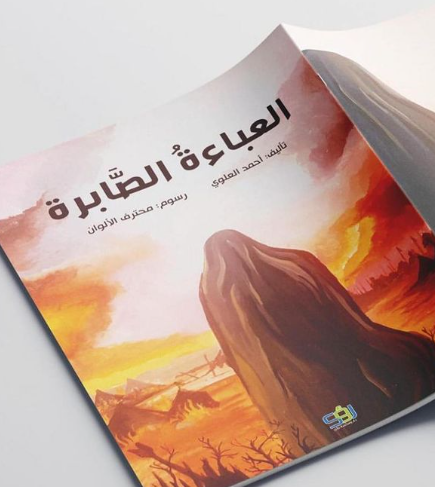 العباءةُ الصَّابرة
تأليف: أحمد العلوي
رسوم: محترف الألوان